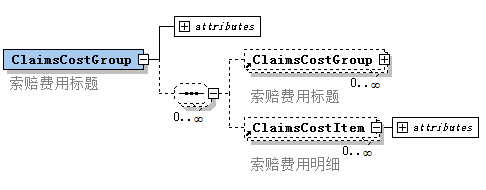 attributes
ClaimsCostGroup
索赔费用标题
0..∞
ClaimsCostGroup
0..∞
索赔费用标题
ClaimsCostItem
attributes
0..∞
索赔费用明细